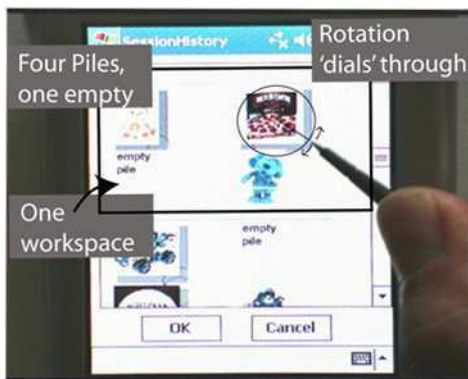 SessionHistory
Rotation
'dials' through
Four Piles,
one empty
empty
pile
One
workspace
empty
pile
OK
Cancel